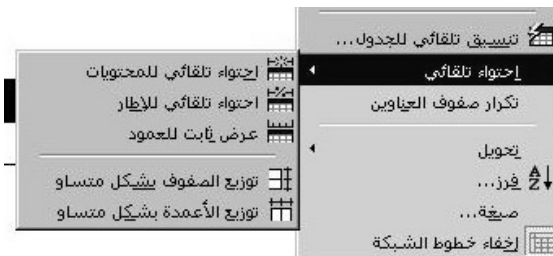 تنسيق تلقائي للجدول...
احتواء تلقائي
تكرار صفوف العناوين
تحويل
فرز...
صيغة...
إخفاء خطوط الشبكة
احتواء تلقائي للمحتويات
احتواء تلقائي للإطار
عرض ثابت للعمود
توزيع الصفوف بشكل متساو
توزيع الأعمدة بشكل متساو